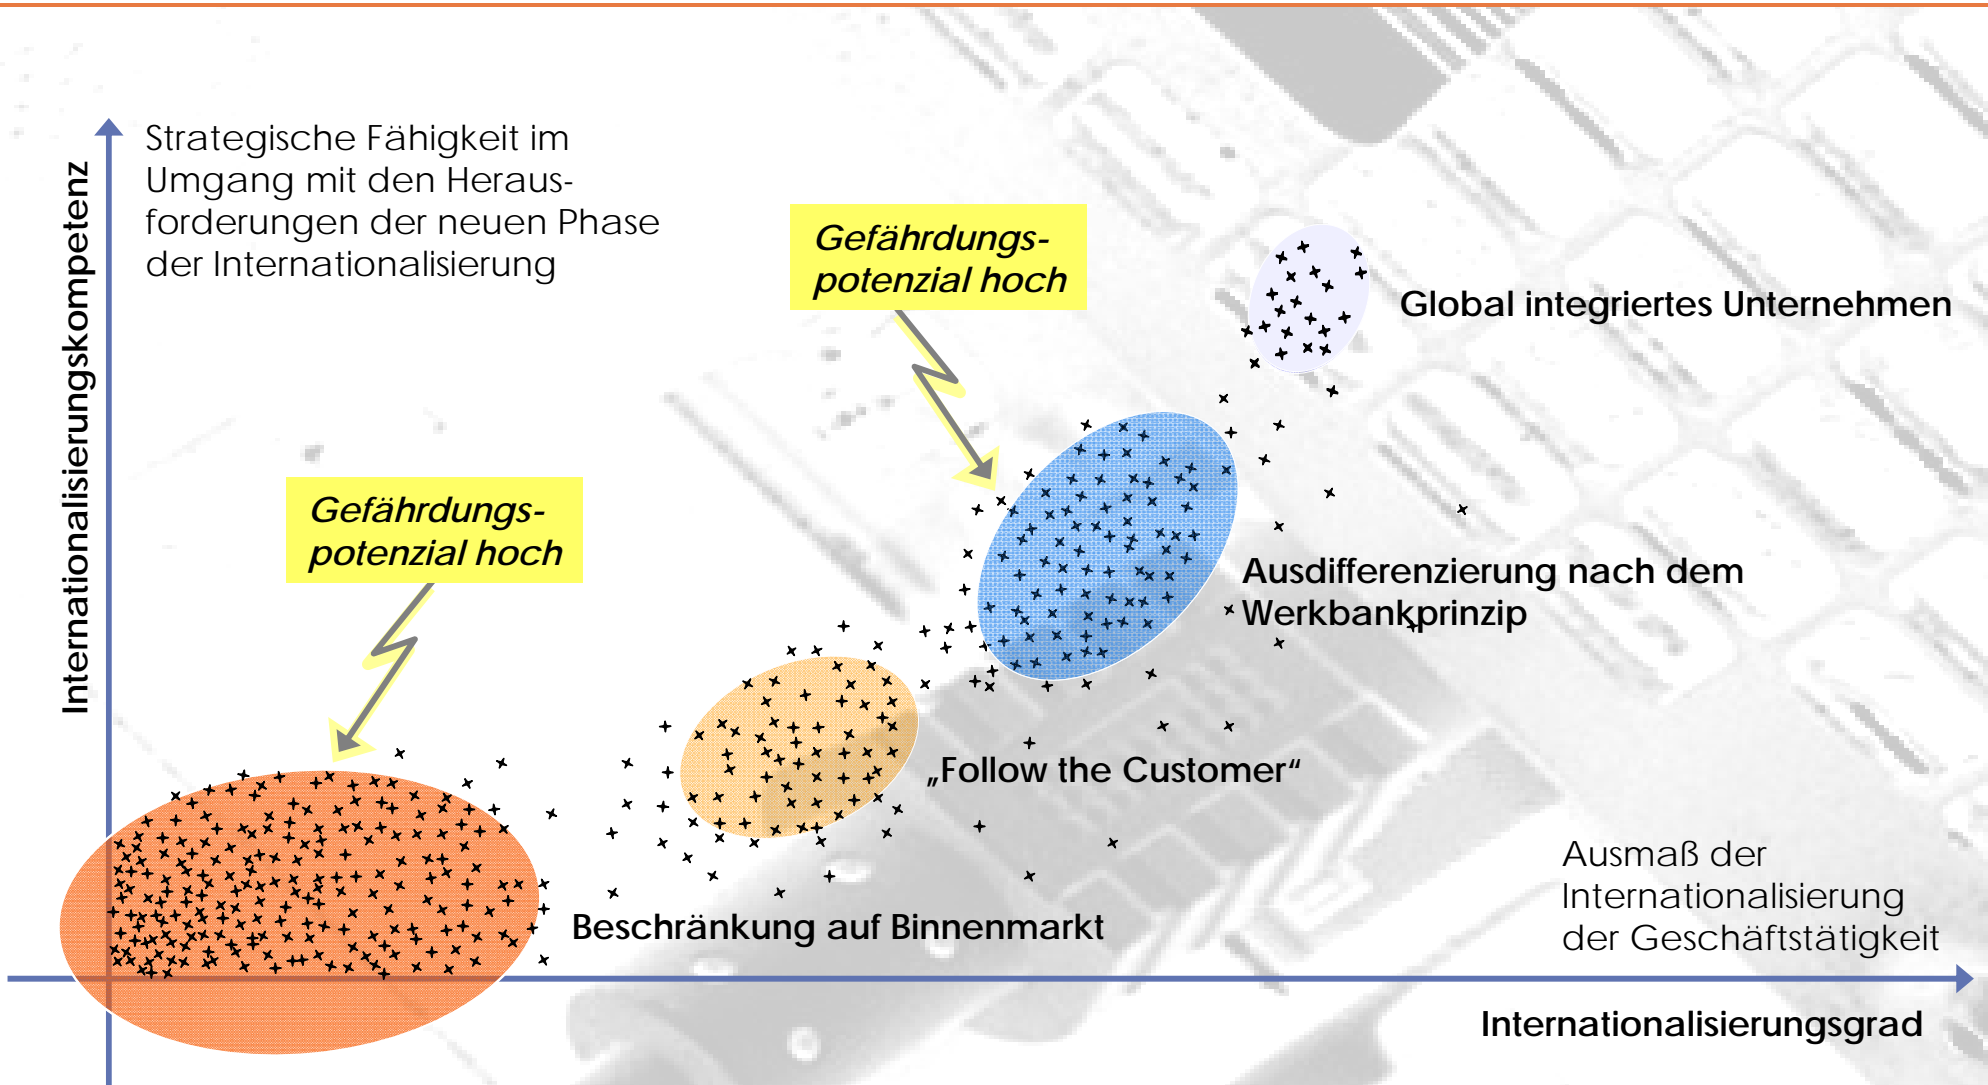 Strategische Fähigkeit im
Umgang mit den Heraus-
forderungen der neuen Phase
der Internationalisierung
Internationalisierungskompetenz
Gefährdungs-
potenzial hoch
Global integriertes Unternehmen
Gefährdungs-
potenzial hoch
Ausdifferenzierung nach dem
Werkbankprinzip
„Follow the Customer“
Beschränkung auf Binnenmarkt
Ausmaß der
Internationalisierung
der Geschäftstätigkeit
Internationalisierungsgrad